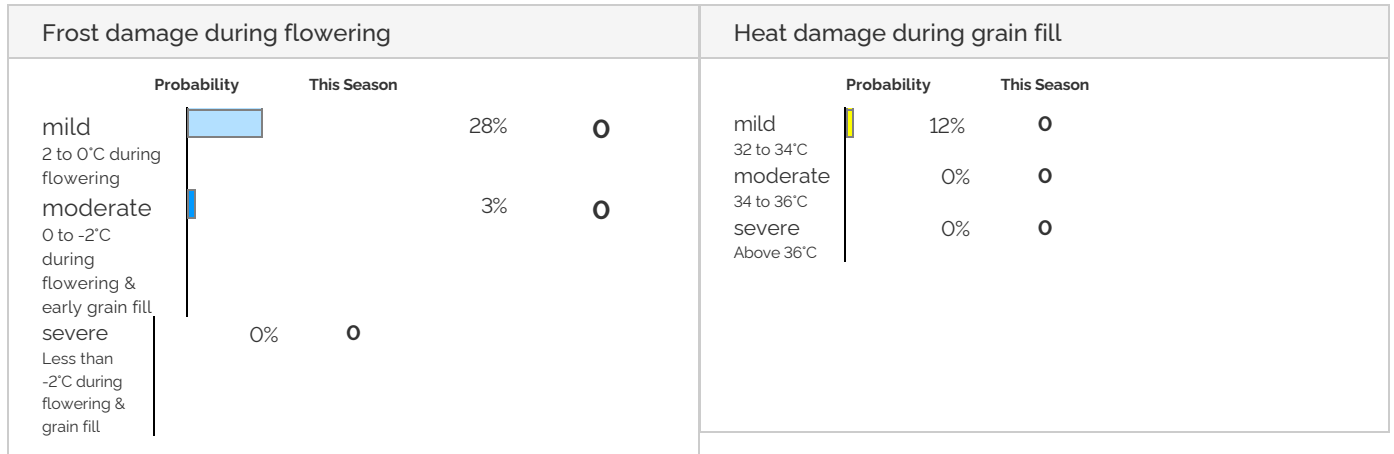 Frost damage during flowering
Probability This Season
mild 28% 0
2 to 0°C during
flowering
moderate 3% 0
0 to -2°C
during
flowering &
early grain fill
severe 0% 0
Less than
-2°C during
flowering &
grain fill
Heat damage during grain fill
Probability This Season
mild 12% 0
32 to 34°C
moderate 0% 0
34 to 36°C
severe 0% 0
Above 36°C